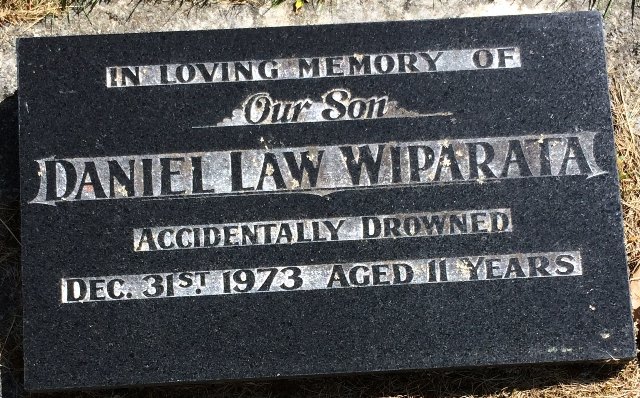 IN LOVING MEMORY OF
Our Son
DANIEL LAW WIPARATA
ACCIDENTALLY DROWNED
DEC. 31ST. 1973 AGED 11 YEARS